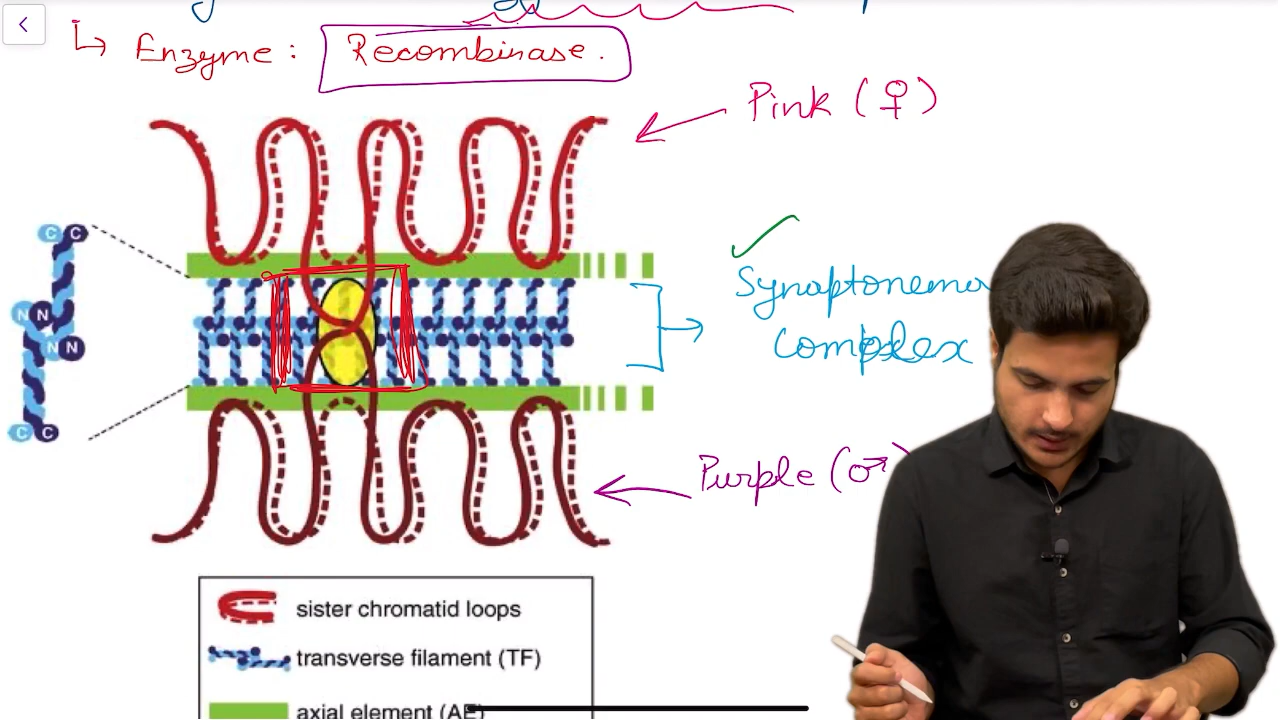 Enzyme : Recombinase.
Pink (♀)
C C
N N
N N
C C
Synaptonema
Complex
Purple (♂)
sister chromatid loops
transverse filament (TF)
axial element (AE)